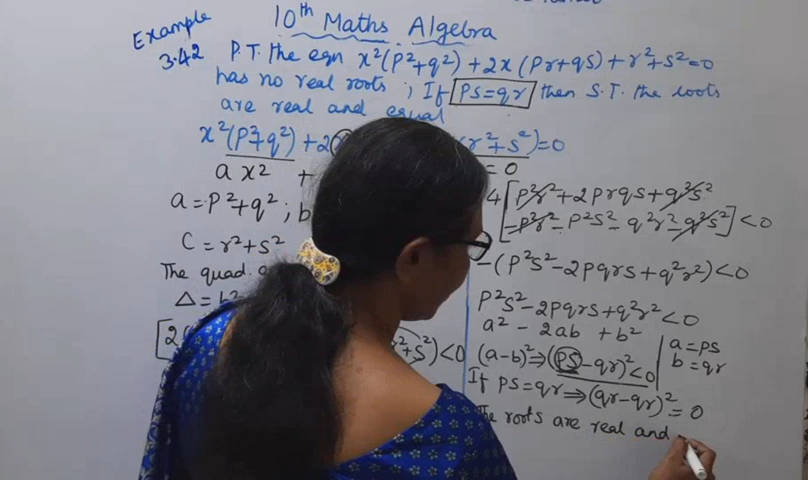 10th Maths Algebra
Example
3.42 P.T. the eqn x²(P²+q²)+2x(Pr+qs)+r²+s²=0
has no real roots ; If PS=qr then S.T. the roots
are real and equal
x²(P²+q²)+2 (r²+s²)=0
ax² + = 0
a=P²+q² ; b
C = r²+s²
The quad.
Δ= b²
[2( r²+s²)<0
4[P²r²+2Prqs+q²s²
-P²r²-P²S²-q²r²-q²s²]<0
-(P²S²-2Pqrs+q²r²)<0
P²S²-2Pqrs+q²r²<0
a²-2ab+b²
(a-b)²⇒(PS-qr)²<0
a=PS
b=qr
If PS=qr⇒(qr-qr)²=0
The roots are real and